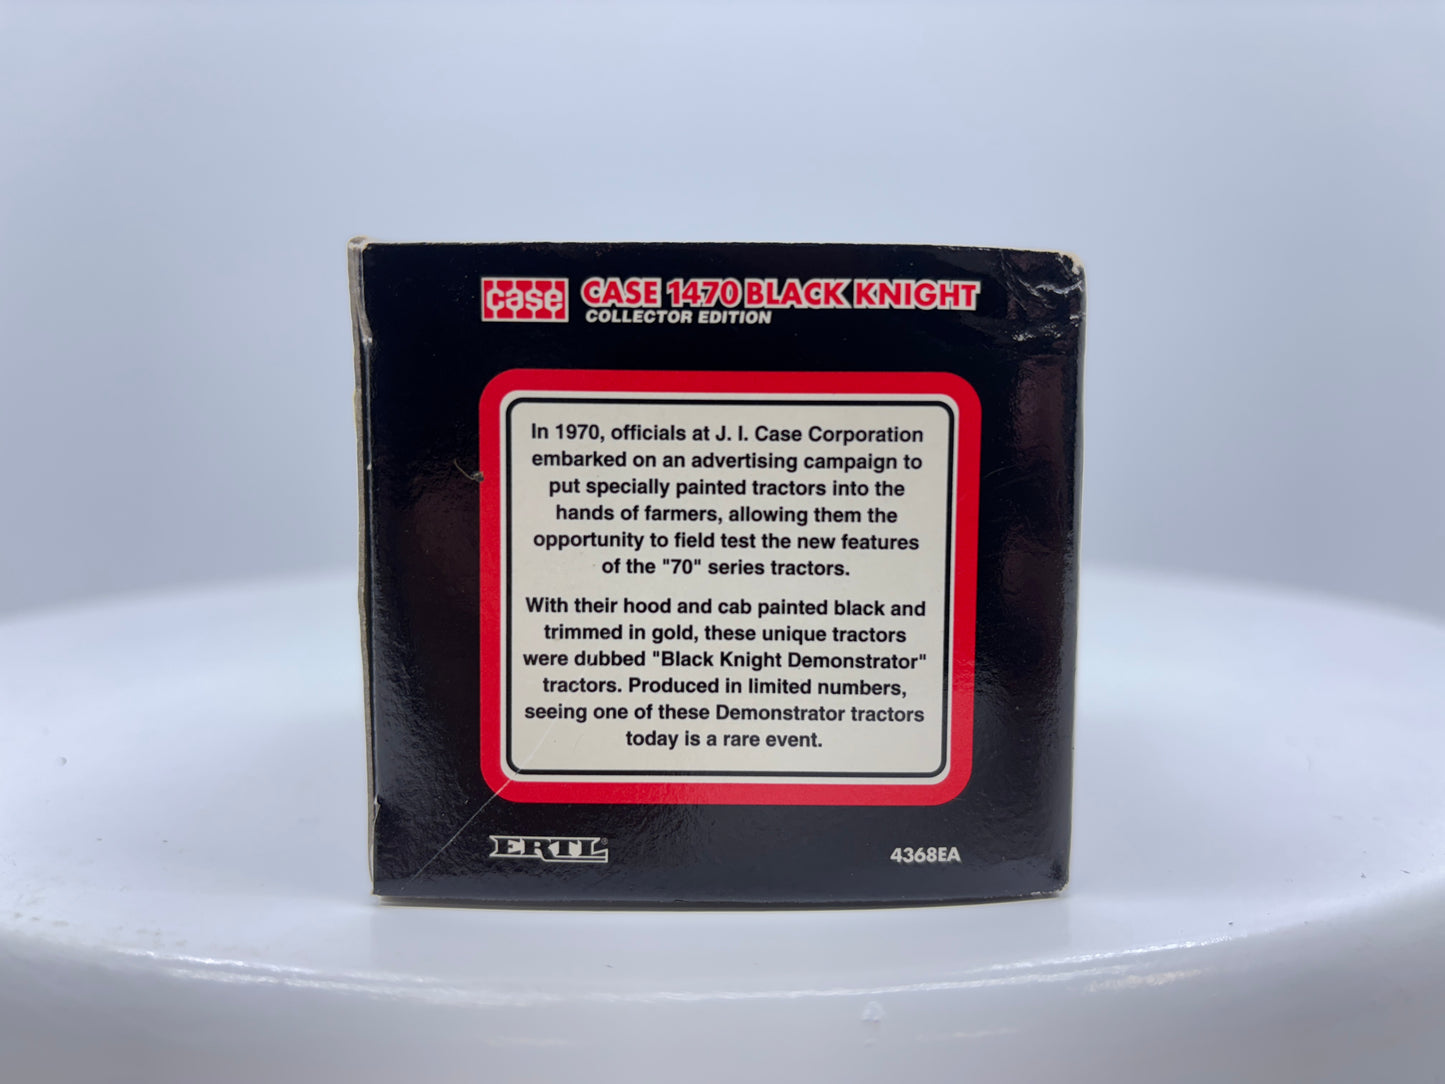 case CASE 1470 BLACK KNIGHT
COLLECTOR EDITION
In 1970, officials at J. I. Case Corporation
embarked on an advertising campaign to
put specially painted tractors into the
hands of farmers, allowing them the
opportunity to field test the new features
of the "70" series tractors.
With their hood and cab painted black and
trimmed in gold, these unique tractors
were dubbed "Black Knight Demonstrator"
tractors. Produced in limited numbers,
seeing one of these Demonstrator tractors
today is a rare event.
ERTL® 4368EA